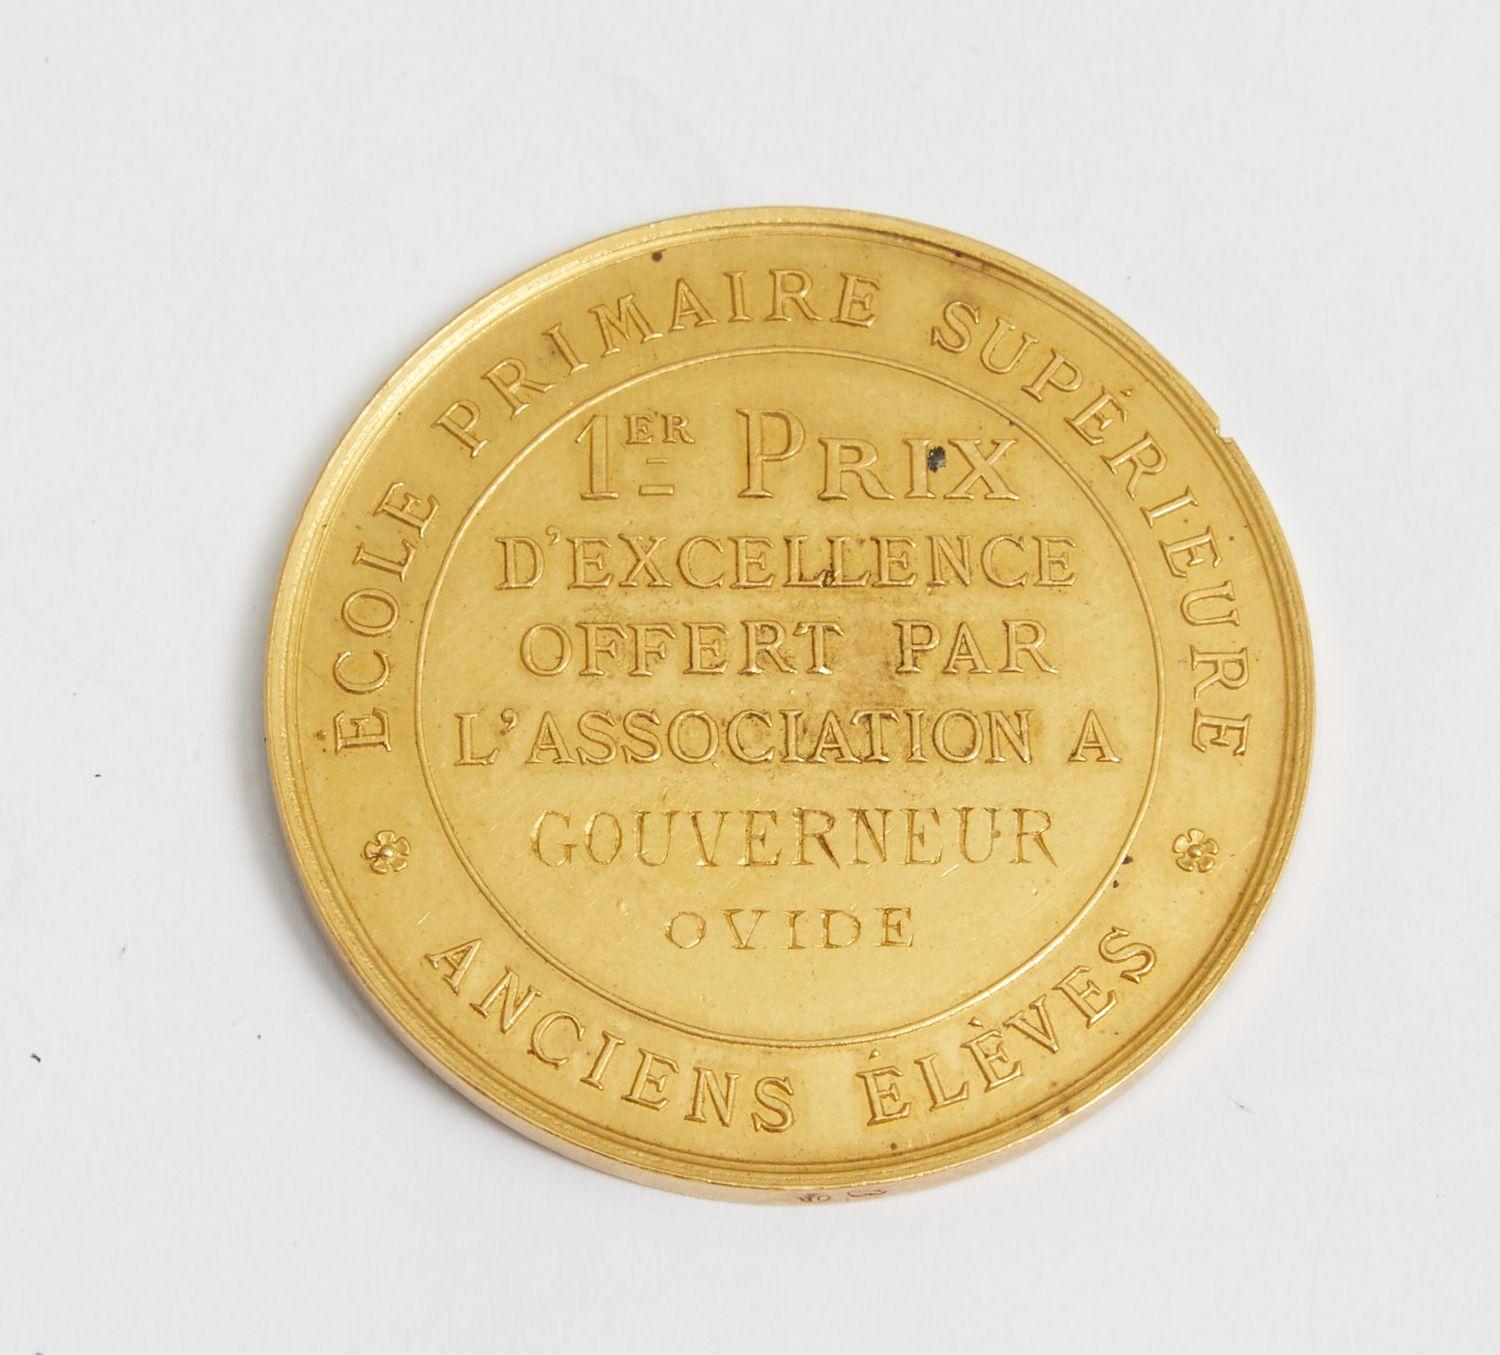 ÉCOLE PRIMAIRE SUPÉRIEURE
1ER PRIX
D'EXCELLENCE
OFFERT PAR
L'ASSOCIATION A
GOUVERNEUR
OVIDE
ANCIENS ÉLÈVES